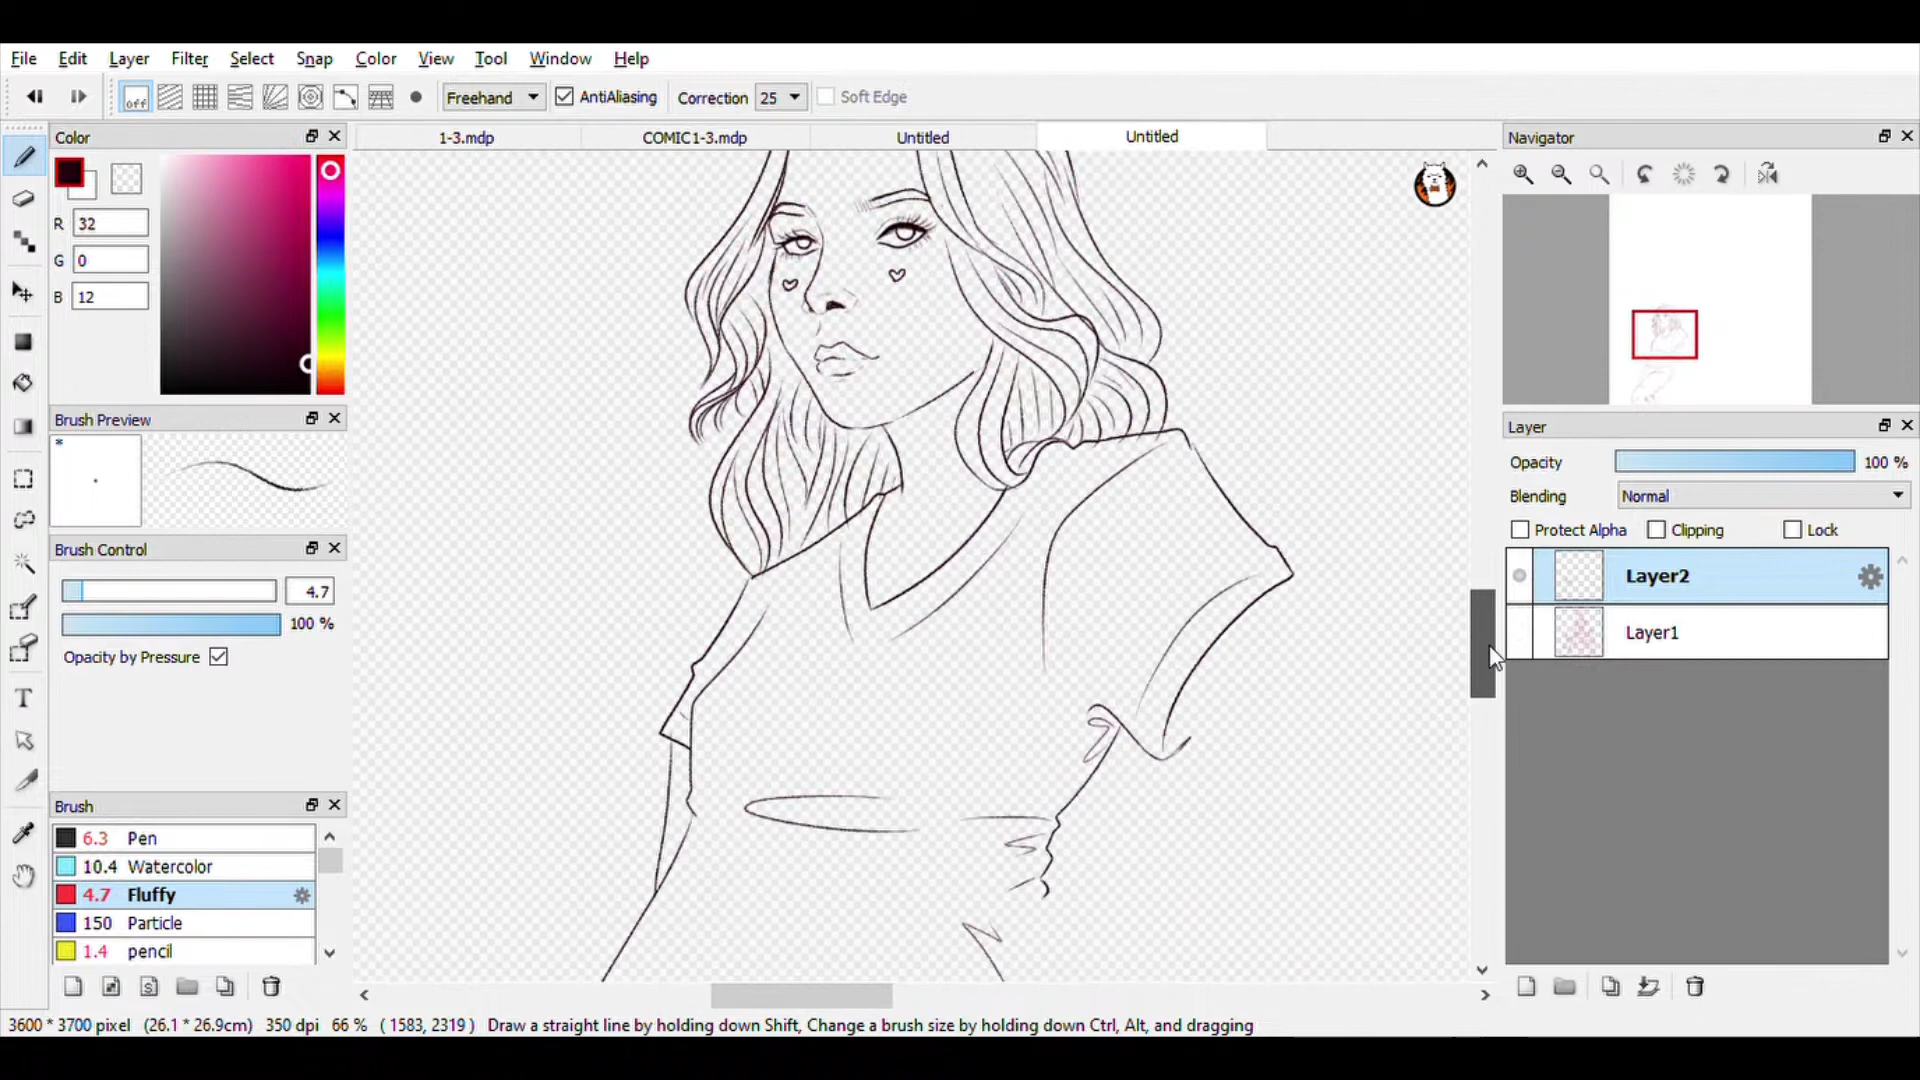 File Edit Layer Filter Select Snap Color View Tool Window Help
off Freehand AntiAliasing Correction 25 Soft Edge
Color
1-3.mdp COMIC1-3.mdp Untitled Untitled
Navigator
R 32
G 0
B 12
Brush Preview
*
Brush Control
4.7
100 %
Opacity by Pressure
Brush
6.3 Pen
10.4 Watercolor
4.7 Fluffy
150 Particle
1.4 pencil
S
T
Layer
Opacity 100 %
Blending Normal
Protect Alpha Clipping Lock
Layer2
Layer1
3600 * 3700 pixel (26.1 * 26.9cm) 350 dpi 66 % ( 1583, 2319 ) Draw a straight line by holding down Shift, Change a brush size by holding down Ctrl, Alt, and dragging